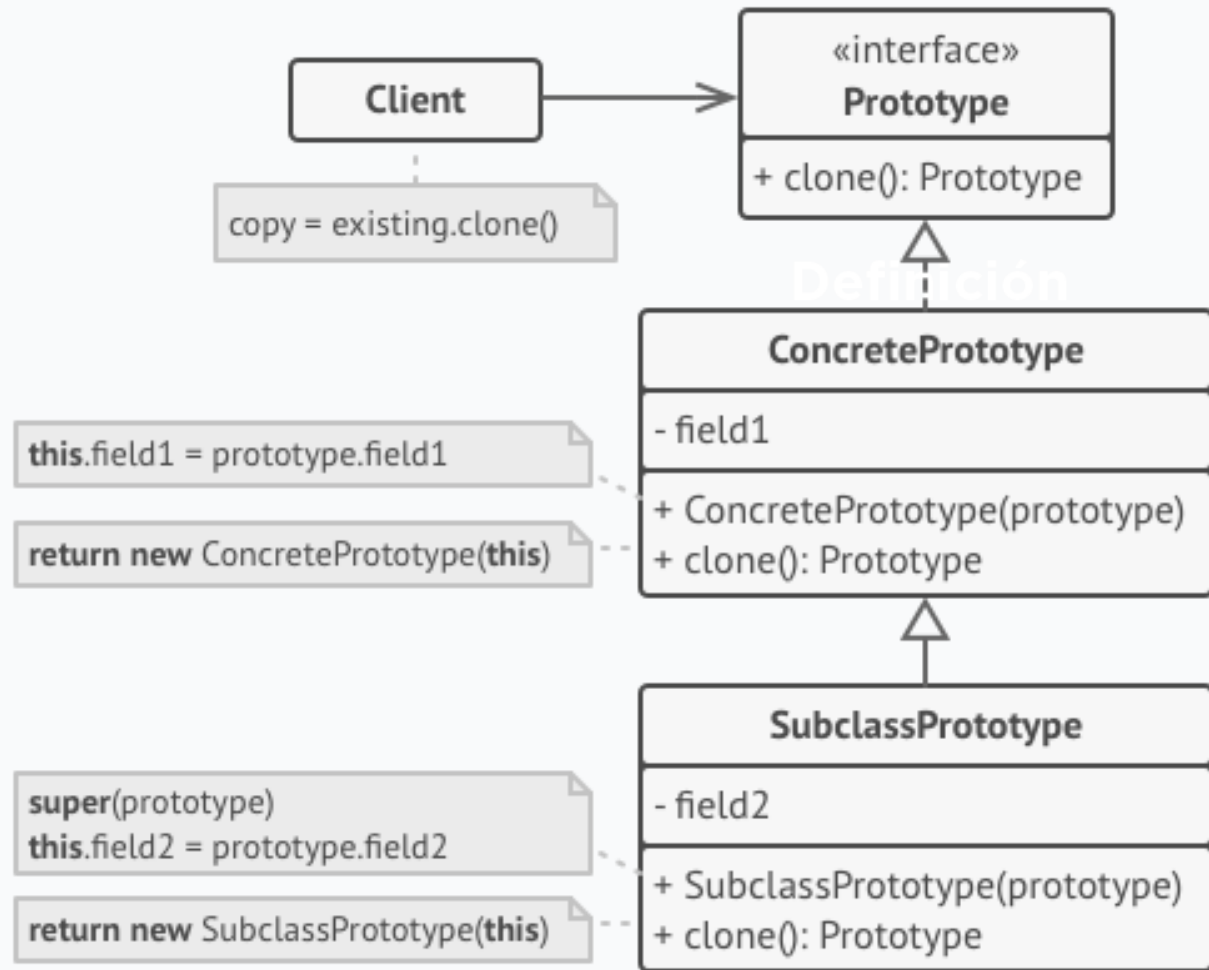 Client
«interface»
Prototype
+ clone(): Prototype
copy = existing.clone()
Definición
ConcretePrototype
- field1
this.field1 = prototype.field1
+ ConcretePrototype(prototype)
return new ConcretePrototype(this)
+ clone(): Prototype
SubclassPrototype
- field2
super(prototype)
this.field2 = prototype.field2
+ SubclassPrototype(prototype)
return new SubclassPrototype(this)
+ clone(): Prototype